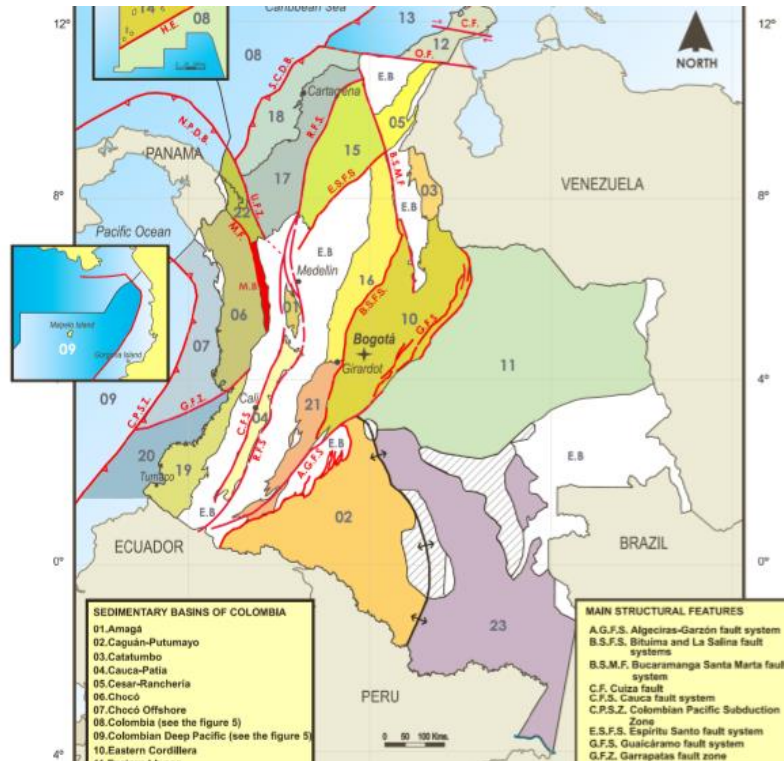 14
08
H.E.
12°
Caribbean Sea
13
C.F.
12
12°
08
S.C.D.B.
O.F.
NORTH
E.B
Cartagena
18
R.F.S.
05
N.P.D.B.
15
PANAMA
17
E.S.F.S
B.S.M.F
03
VENEZUELA
8°
U.F.Z.
E.B
8°
22
Pacific Ocean
M.F.
E.B
Medellín
16
M.B
01
B.S.F.S.
10
Malpelo Island
06
G.F.S
09
Gorgona Island
07
Bogotá
11
Girardot
09
4°
C.P.S.Z.
G.F.Z.
Cali
04
21
C.F.S
R.F.S
E.B
E.B
20
A.G.F.S
19
Tumaco
02
E.B
ECUADOR
BRAZIL
0°
0°
23
PERU
0 50 100 Kms.
4°
SEDIMENTARY BASINS OF COLOMBIA
01.Amagá
02.Caguán-Putumayo
03.Catatumbo
04.Cauca-Patía
05.Cesar-Ranchería
06.Chocó
07.Chocó Offshore
08.Colombia (see the figure 5)
09.Colombian Deep Pacific (see the figure 5)
10.Eastern Cordillera
MAIN STRUCTURAL FEATURES
A.G.F.S. Algeciras-Garzón fault system
B.S.F.S. Bituima and La Salina fault
systems
B.S.M.F. Bucaramanga Santa Marta fault
system
C.F. Cuiza fault
C.F.S. Cauca fault system
C.P.S.Z. Colombian Pacific Subduction
Zone
E.S.F.S. Espíritu Santo fault system
G.F.S. Guaicáramo fault system
G.F.Z. Garrapatas fault zone